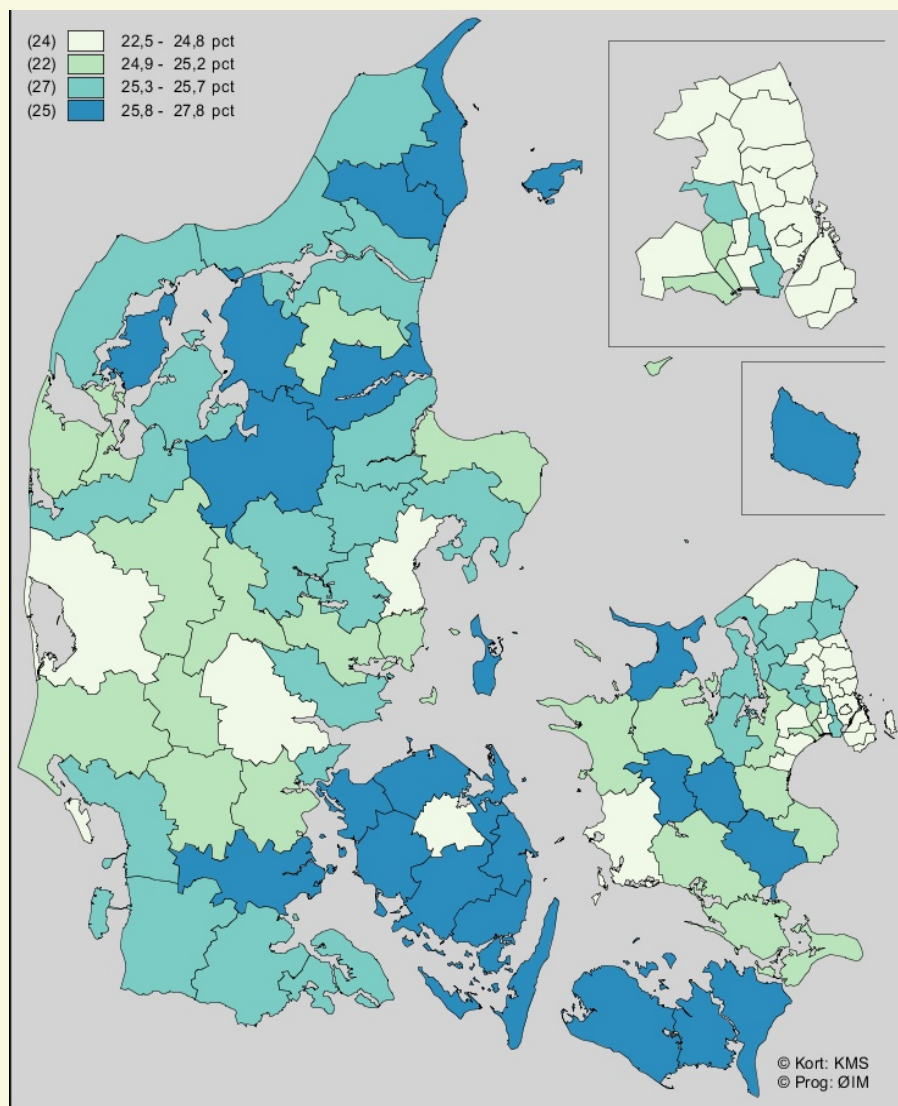 (24) 22,5 - 24,8 pct
(22) 24,9 - 25,2 pct
(27) 25,3 - 25,7 pct
(25) 25,8 - 27,8 pct
© Kort: KMS
© Prog: ØIM